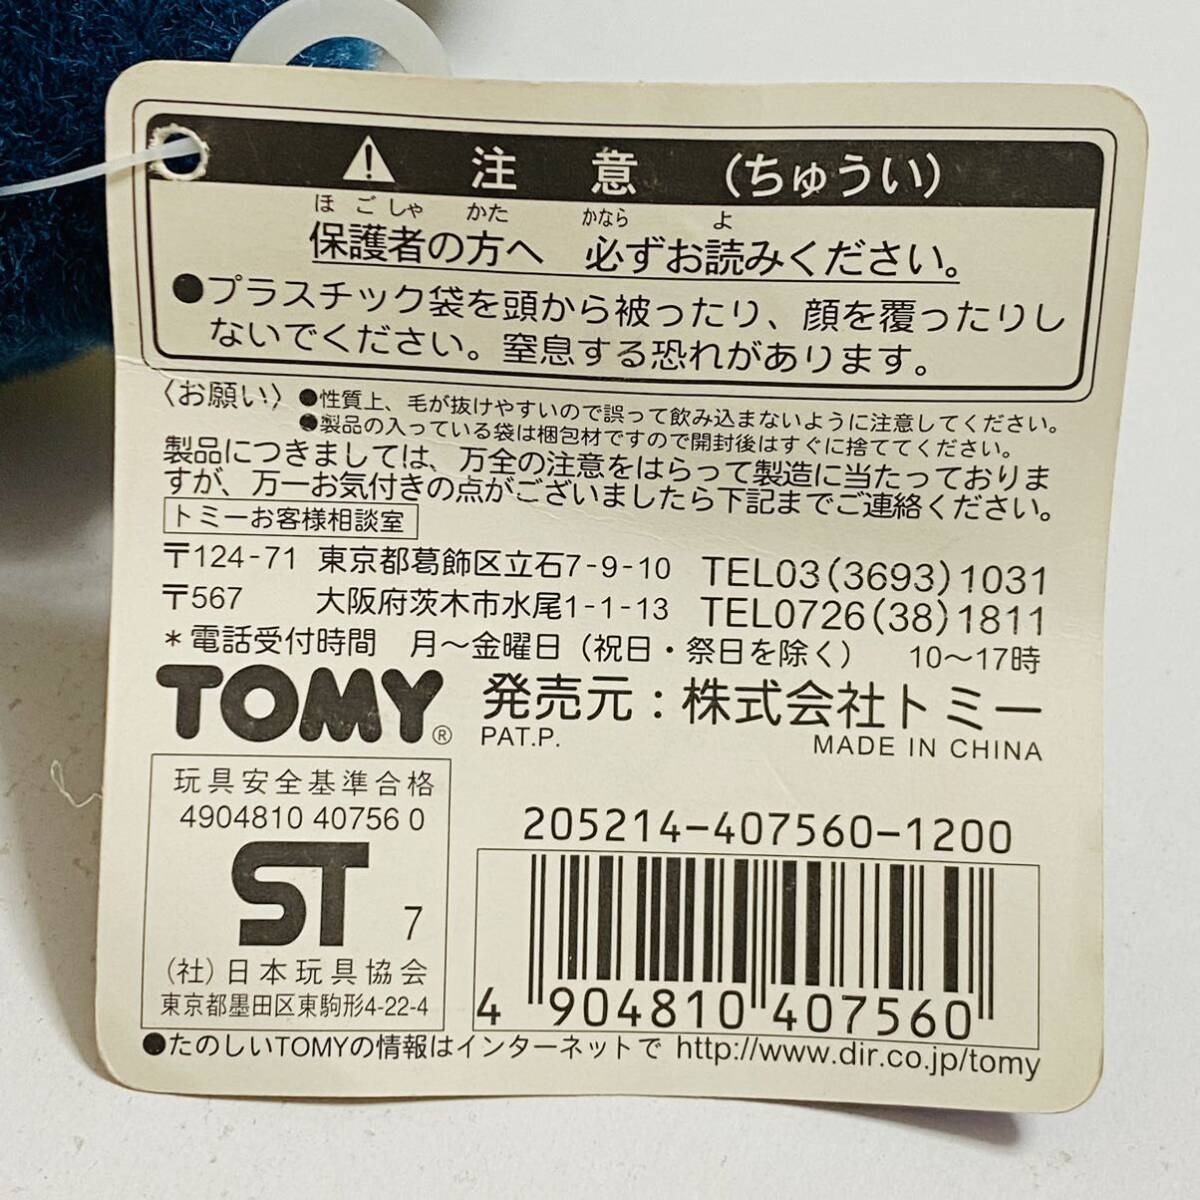 注意（ちゅうい）
ほごしゃ かた かなら よ
保護者の方へ 必ずお読みください。
●プラスチック袋を頭から被ったり、顔を覆ったりし
ないでください。窒息する恐れがあります。
〈お願い〉●性質上、毛が抜けやすいので誤って飲み込まないように注意してください。
●製品の入っている袋は梱包材ですので開封後はすぐに捨ててください。
製品につきましては、万全の注意をはらって製造に当たっておりま
すが、万一お気付きの点がございましたら下記までご連絡ください。
トミーお客様相談室
〒124-71 東京都葛飾区立石7-9-10 TEL03(3693)1031
〒567 大阪府茨木市水尾1-1-13 TEL0726(38)1811
＊電話受付時間 月～金曜日（祝日・祭日を除く） 10～17時
TOMY® 発売元：株式会社トミー
PAT.P. MADE IN CHINA
玩具安全基準合格
4904810 40756 0
ST 7
（社）日本玩具協会
東京都墨田区東駒形4-22-4
205214-407560-1200
4 904810 407560
●たのしいTOMYの情報はインターネットで http://www.dir.co.jp/tomy